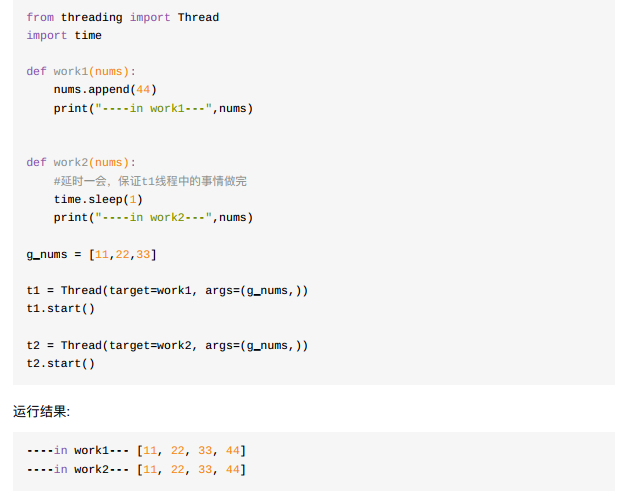 from threading import Thread
import time
def work1(nums):
    nums.append(44)
    print("----in work1---",nums)
def work2(nums):
    #延时一会，保证t1线程中的事情做完
    time.sleep(1)
    print("----in work2---",nums)
g_nums = [11,22,33]
t1 = Thread(target=work1, args=(g_nums,))
t1.start()
t2 = Thread(target=work2, args=(g_nums,))
t2.start()
运行结果:
----in work1--- [11, 22, 33, 44]
----in work2--- [11, 22, 33, 44]